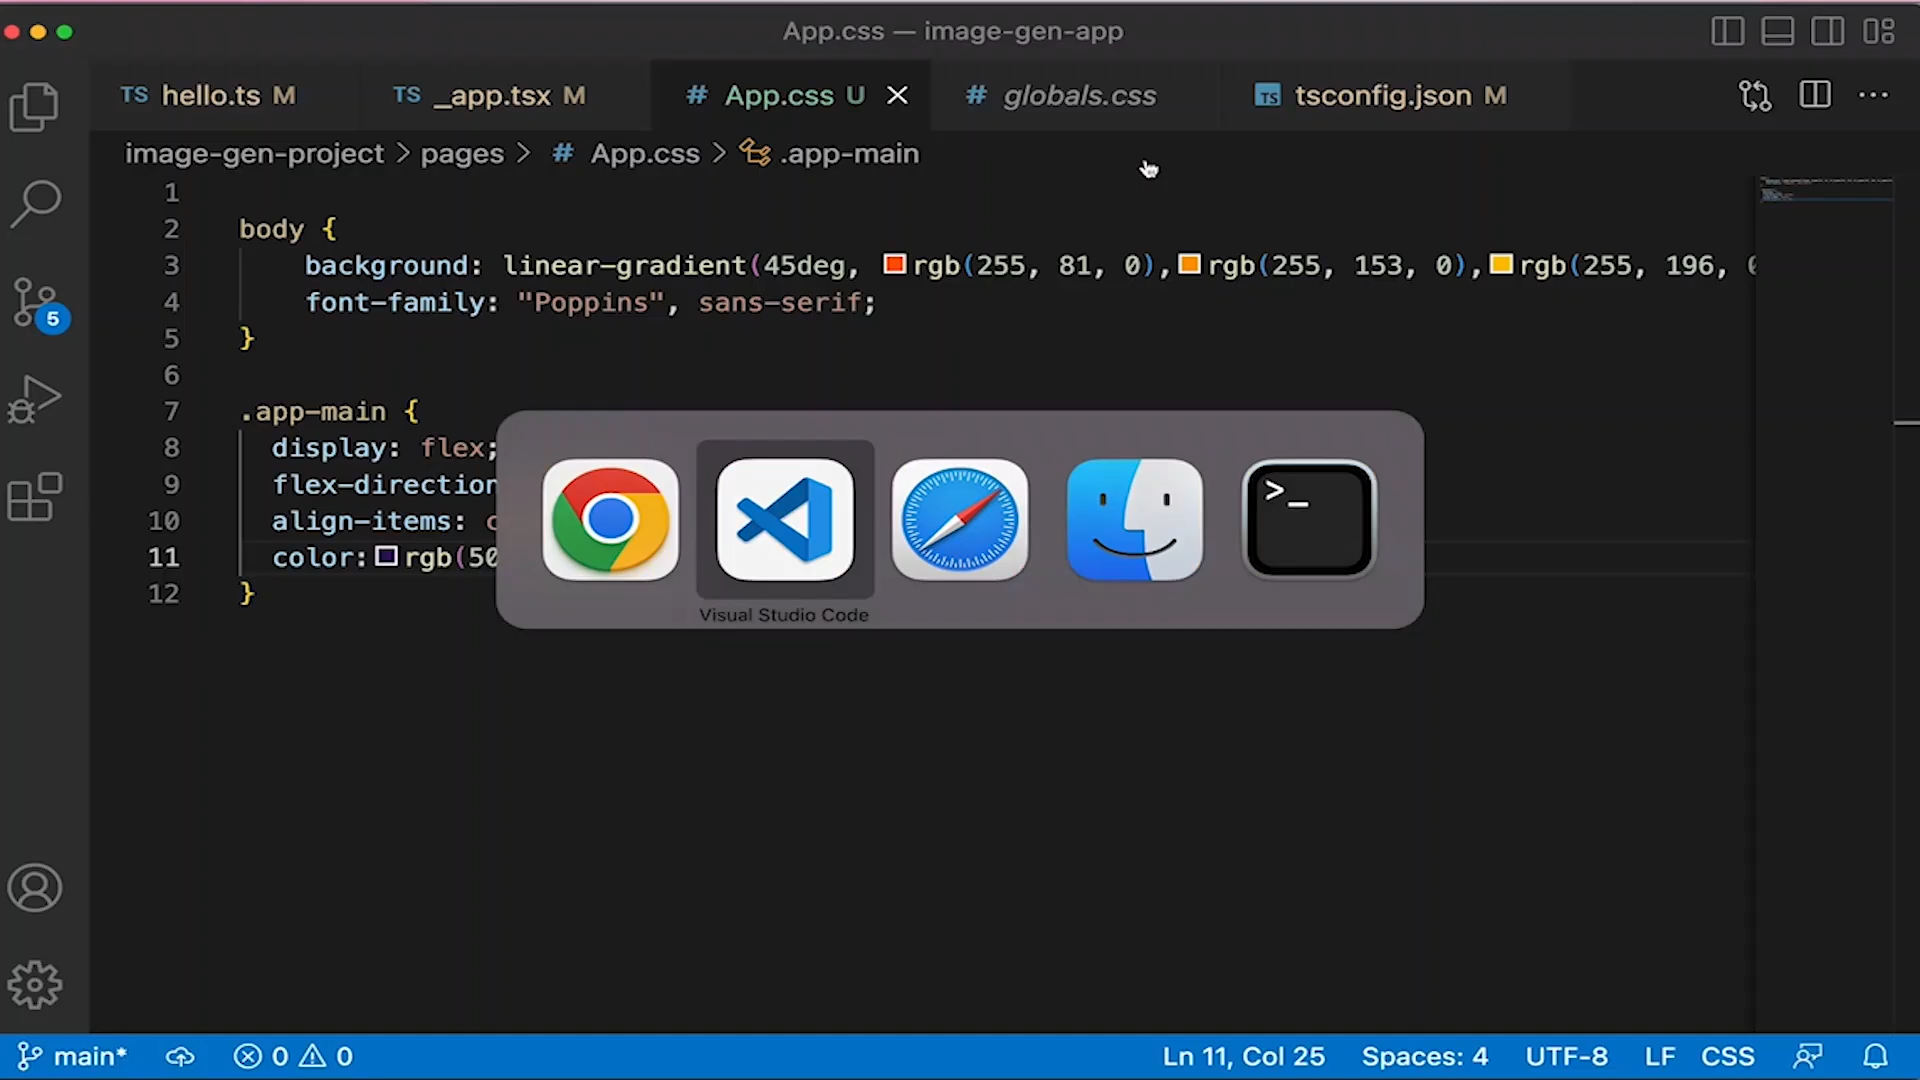 App.css — image-gen-app
TS hello.ts M
TS _app.tsx M
# App.css U
# globals.css
TS tsconfig.json M
image-gen-project > pages > # App.css > .app-main
1
2 body {
3 background: linear-gradient(45deg, rgb(255, 81, 0),rgb(255, 153, 0),rgb(255, 196,
4 font-family: "Poppins", sans-serif;
5 }
6
7 .app-main {
8 display: flex;
9 flex-direction
10 align-items:
11 color: rgb(50
12 }
5
>_
Visual Studio Code
main* 0 0 Ln 11, Col 25 Spaces: 4 UTF-8 LF CSS